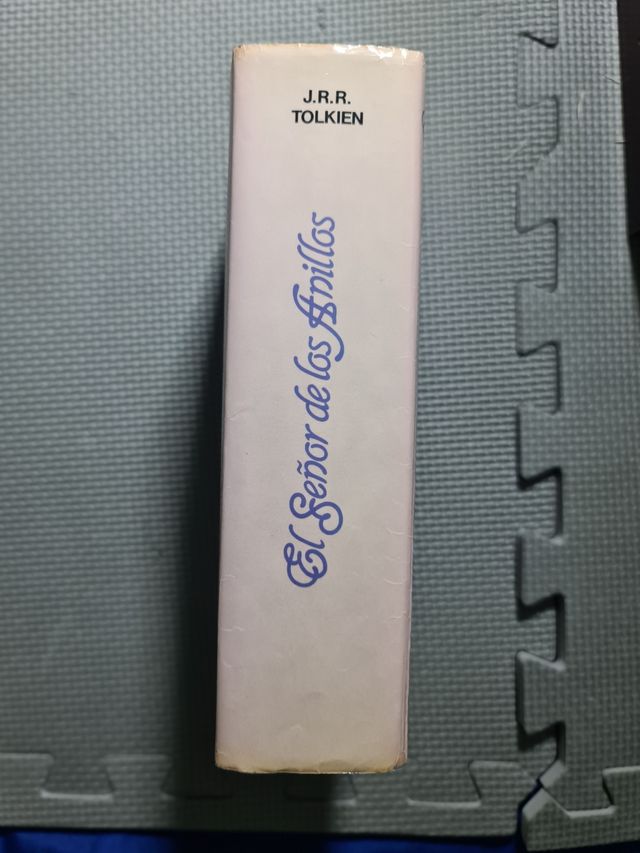 J.R.R.
TOLKIEN
El Señor de los Anillos